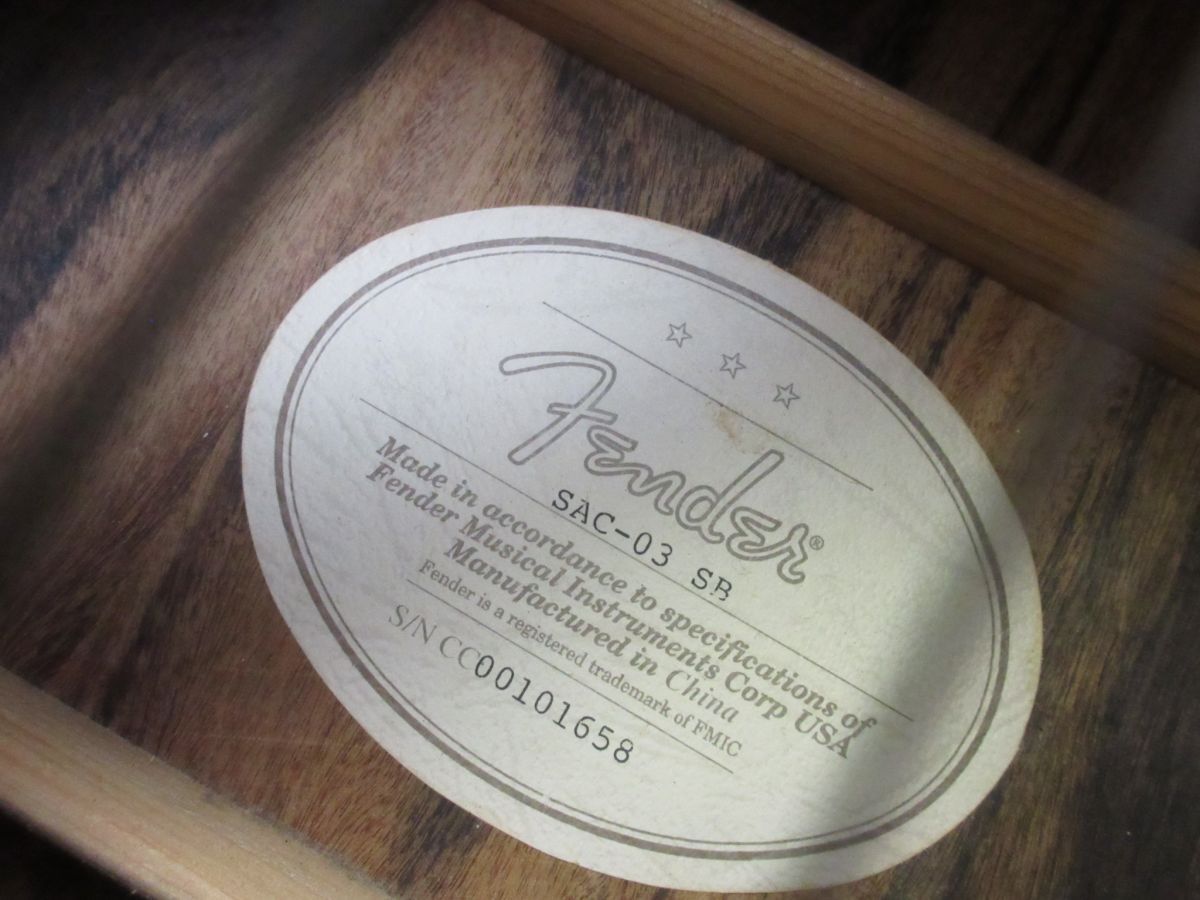 Fender®
SAC-03 SB
Made in accordance to specifications of
Fender Musical Instruments Corp USA
Manufactured in China
Fender is a registered trademark of FMIC
S/N CC00101658